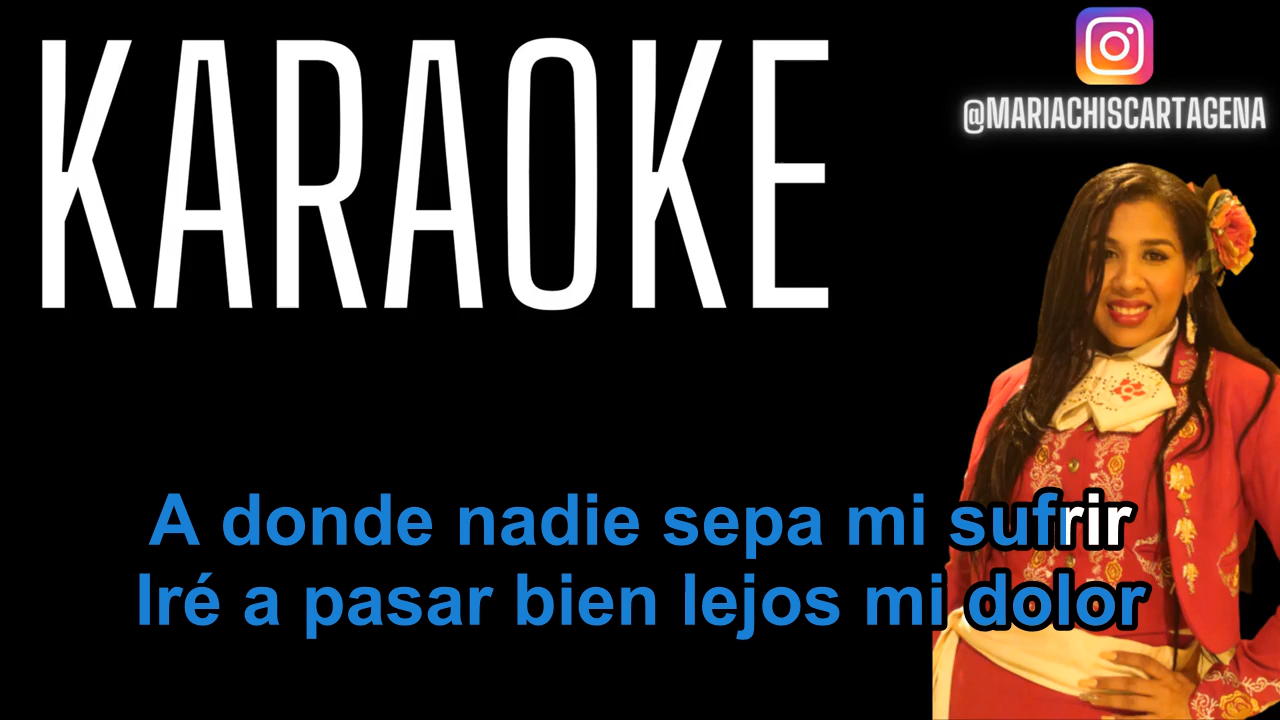 KARAOKE
@MARIACHISCARTAGENA
A donde nadie sepa mi sufrir
Iré a pasar bien lejos mi dolor